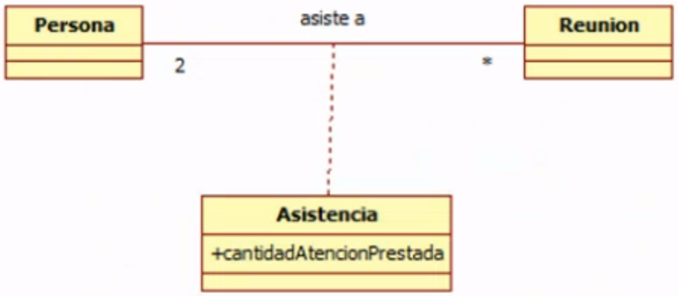 Persona
asiste a
Reunion
2
*
Asistencia
+cantidadAtencionPrestada